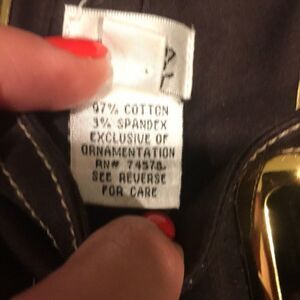 97% COTTON
3% SPANDEX
EXCLUSIVE OF
ORNAMENTATION
RN# 74578
SEE REVERSE
FOR CARE